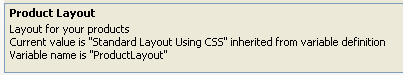 Product Layout
Layout for your products
Current value is "Standard Layout Using CSS" inherited from variable definition
Variable name is "ProductLayout"